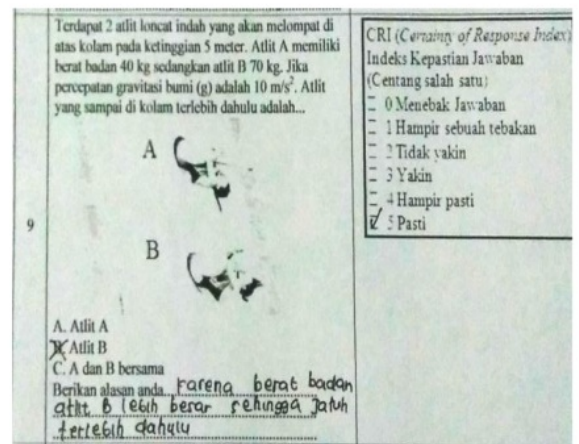 Terdapat 2 atlit loncat indah yang akan melompat di
atas kolam pada ketinggian 5 meter. Atlit A memiliki
berat badan 40 kg sedangkan atlit B 70 kg. Jika
percepatan gravitasi bumi (g) adalah 10 m/s². Atlit
yang sampai di kolam terlebih dahulu adalah...
A
B
9
A. Atlit A
B. Atlit B
C. A dan B bersama
Berikan alasan anda. karena berat badan
atlit B lebih besar sehingga jatuh
terlebih dahulu
CRI (Certainty of Response Index)
Indeks Kepastian Jawaban
(Centang salah satu)
0 Menebak Jawaban
1 Hampir sebuah tebakan
2 Tidak yakin
3 Yakin
4 Hampir pasti
5 Pasti